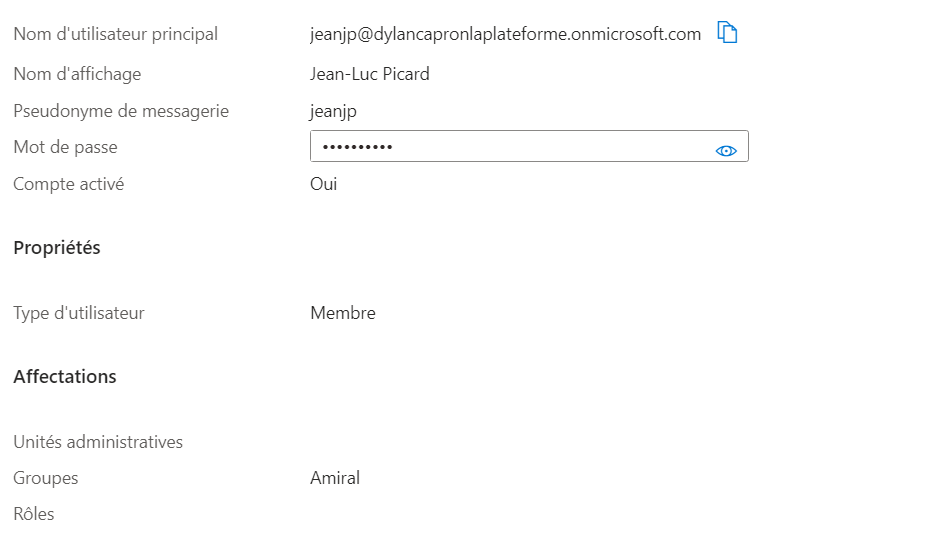 Nom d'utilisateur principal jeanjp@dylancapronlaplateforme.onmicrosoft.com
Nom d'affichage Jean-Luc Picard
Pseudonyme de messagerie jeanjp
Mot de passe ••••••••••
Compte activé Oui
Propriétés
Type d'utilisateur Membre
Affectations
Unités administratives
Groupes Amiral
Rôles